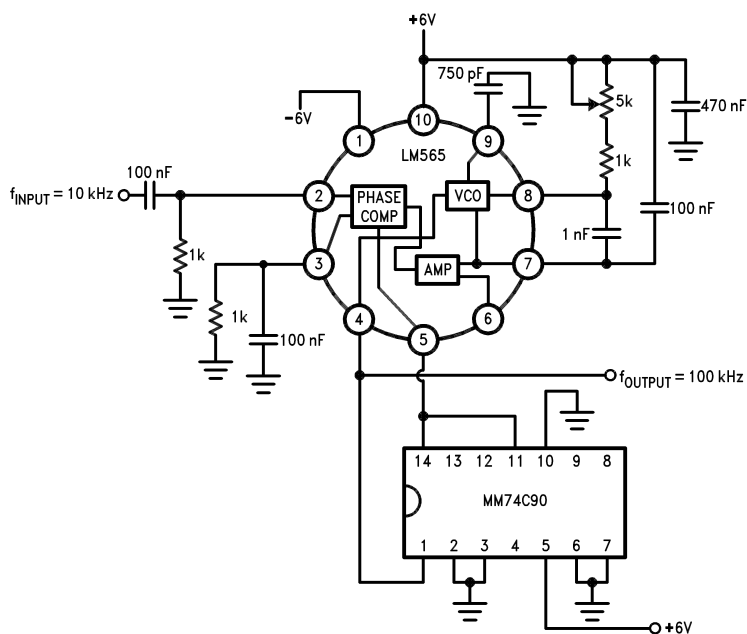 +6V
750 pF
5k
470 nF
-6V
10
9
1
LM565
1k
100 nF
fINPUT = 10 kHz
2
PHASE COMP
VCO
8
100 nF
1 nF
1k
3
AMP
7
1k
100 nF
4
5
6
fOUTPUT = 100 kHz
14 13 12 11 10 9 8
MM74C90
1 2 3 4 5 6 7
+6V